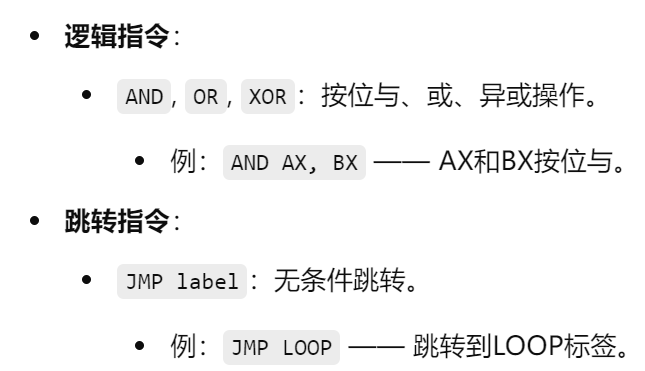 逻辑指令：
AND, OR, XOR：按位与、或、异或操作。
例：AND AX, BX —— AX和BX按位与。
跳转指令：
JMP label：无条件跳转。
例：JMP LOOP —— 跳转到LOOP标签。